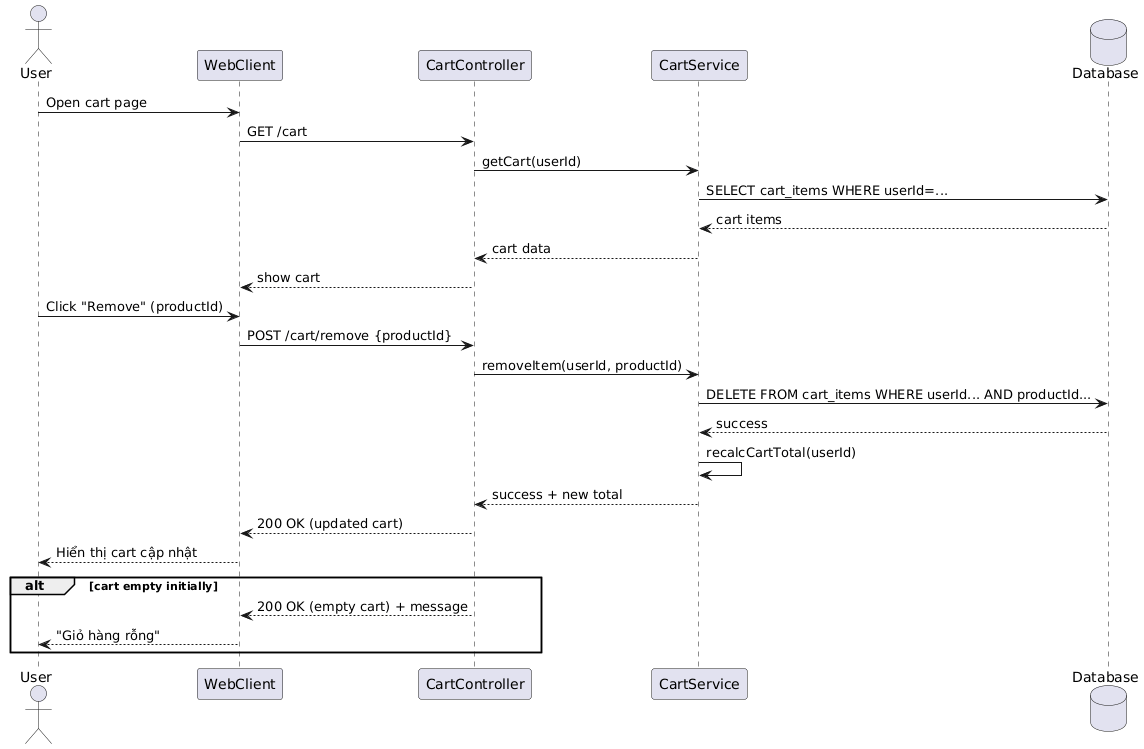 User
WebClient
CartController
CartService
Database
Open cart page
GET /cart
getCart(userId)
SELECT cart_items WHERE userId=...
cart items
cart data
show cart
Click "Remove" (productId)
POST /cart/remove {productId}
removeItem(userId, productId)
DELETE FROM cart_items WHERE userId... AND productId...
success
recalcCartTotal(userId)
success + new total
200 OK (updated cart)
Hiển thị cart cập nhật
alt [cart empty initially]
200 OK (empty cart) + message
"Giỏ hàng rỗng"
User
WebClient
CartController
CartService
Database